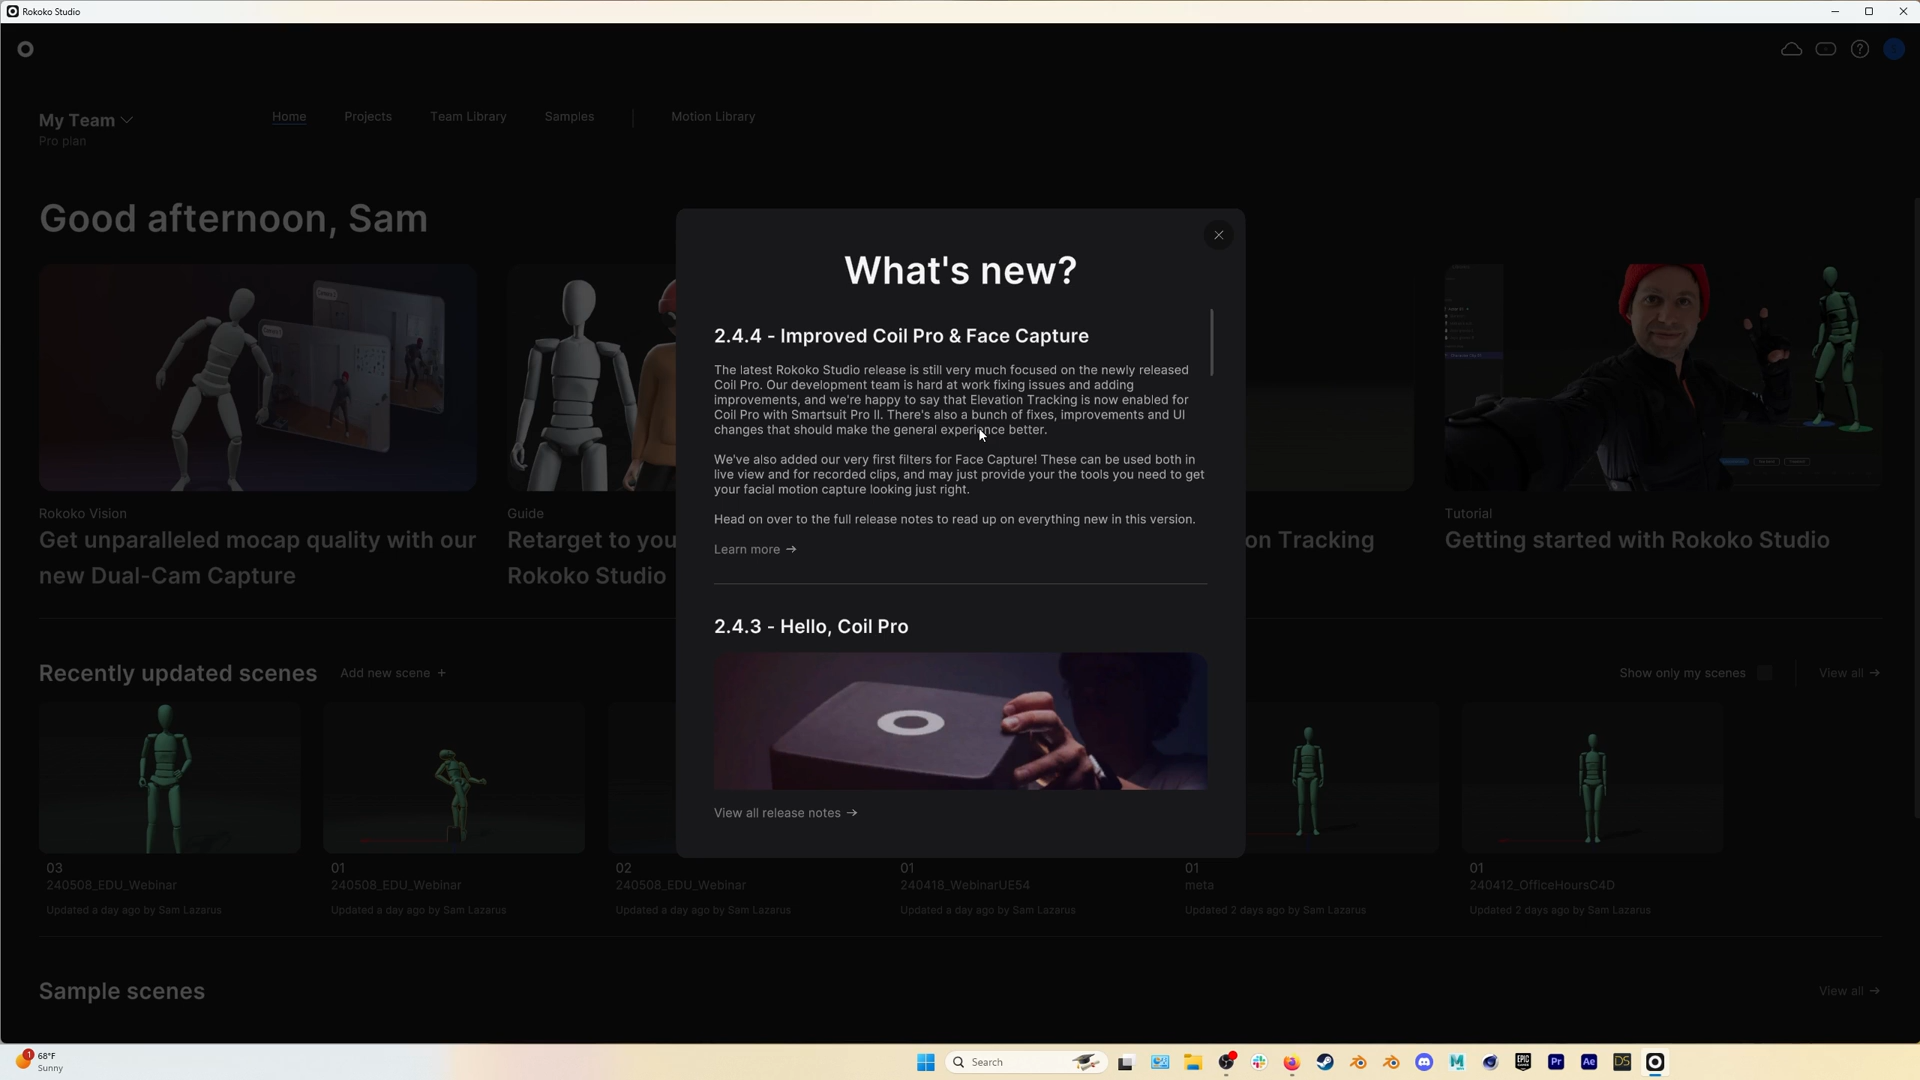 Rokoko Studio
My Team
Pro plan
Home
Projects
Team Library
Samples
Motion Library
Good afternoon, Sam
What's new?
2.4.4 - Improved Coil Pro & Face Capture
The latest Rokoko Studio release is still very much focused on the newly released
Coil Pro. Our development team is hard at work fixing issues and adding
improvements, and we're happy to say that Elevation Tracking is now enabled for
Coil Pro with Smartsuit Pro II. There's also a bunch of fixes, improvements and UI
changes that should make the general experience better.
We've also added our very first filters for Face Capture! These can be used both in
live view and for recorded clips, and may just provide your the tools you need to get
your facial motion capture looking just right.
Head on over to the full release notes to read up on everything new in this version.
Learn more →
2.4.3 - Hello, Coil Pro
View all release notes →
Rokoko Vision
Get unparalleled mocap quality with our
new Dual-Cam Capture
Guide
Retarget to you
Rokoko Studio
on Tracking
Tutorial
Getting started with Rokoko Studio
Recently updated scenes
Add new scene +
Show only my scenes
View all →
03
240508_EDU_Webinar
Updated a day ago by Sam Lazarus
01
240508_EDU_Webinar
Updated a day ago by Sam Lazarus
02
240508_EDU_Webinar
Updated a day ago by Sam Lazarus
01
240418_WebinarUE54
Updated a day ago by Sam Lazarus
01
meta
Updated 2 days ago by Sam Lazarus
01
240412_OfficeHoursC4D
Updated 2 days ago by Sam Lazarus
Sample scenes
View all →
1
68°F
Sunny
Search
EPIC
Pr
Ae
DS